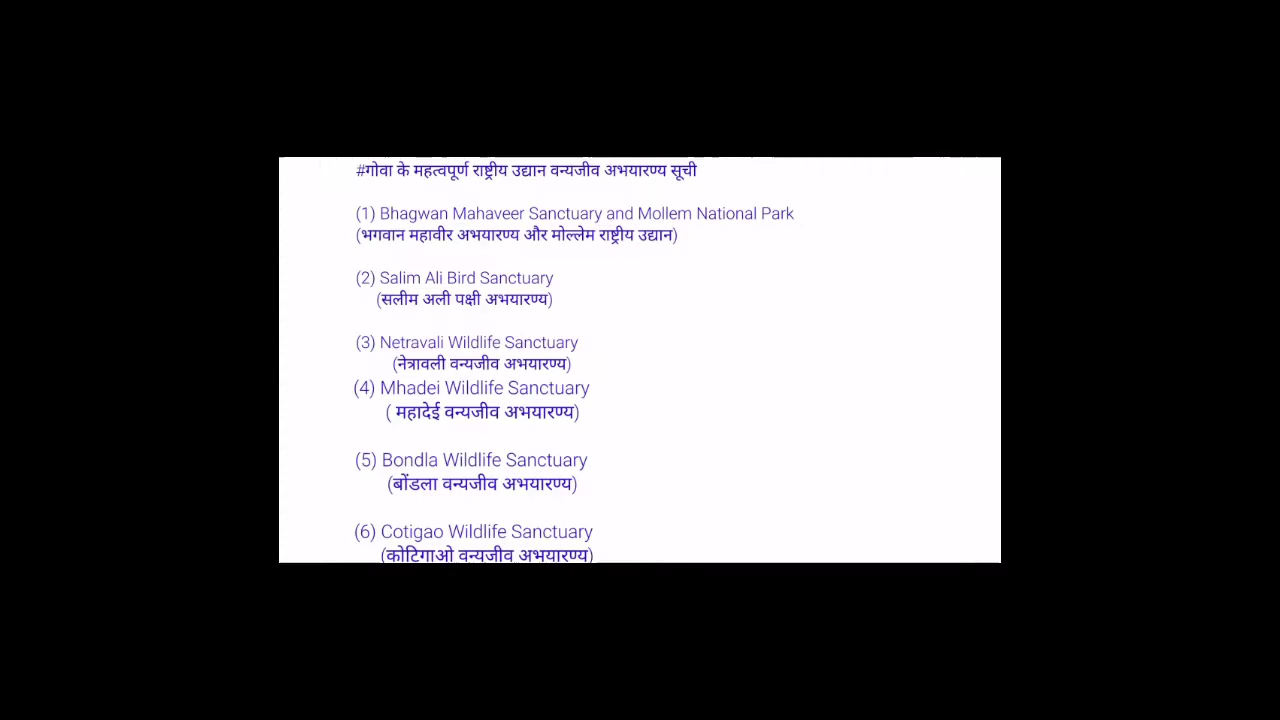 #गोवा के महत्वपूर्ण राष्ट्रीय उद्यान वन्यजीव अभयारण्य सूची
(1) Bhagwan Mahaveer Sanctuary and Mollem National Park
(भगवान महावीर अभयारण्य और मोल्लेम राष्ट्रीय उद्यान)
(2) Salim Ali Bird Sanctuary
(सलीम अली पक्षी अभयारण्य)
(3) Netravali Wildlife Sanctuary
(नेत्रावली वन्यजीव अभयारण्य)
(4) Mhadei Wildlife Sanctuary
( महादेई वन्यजीव अभयारण्य)
(5) Bondla Wildlife Sanctuary
(बोंडला वन्यजीव अभयारण्य)
(6) Cotigao Wildlife Sanctuary
(कोटिगाओ वन्यजीव अभयारण्य)